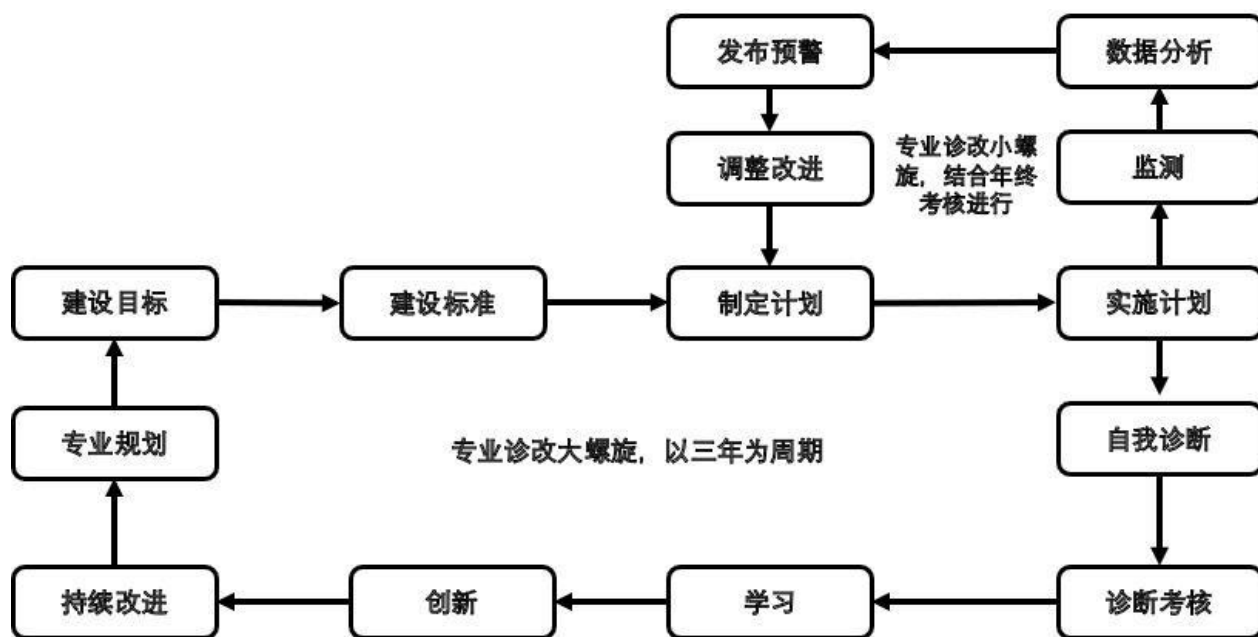 发布预警
数据分析
调整改进
专业诊改小螺
旋，结合年终
考核进行
监测
建设目标
建设标准
制定计划
实施计划
专业规划
专业诊改大螺旋，以三年为周期
自我诊断
持续改进
创新
学习
诊断考核